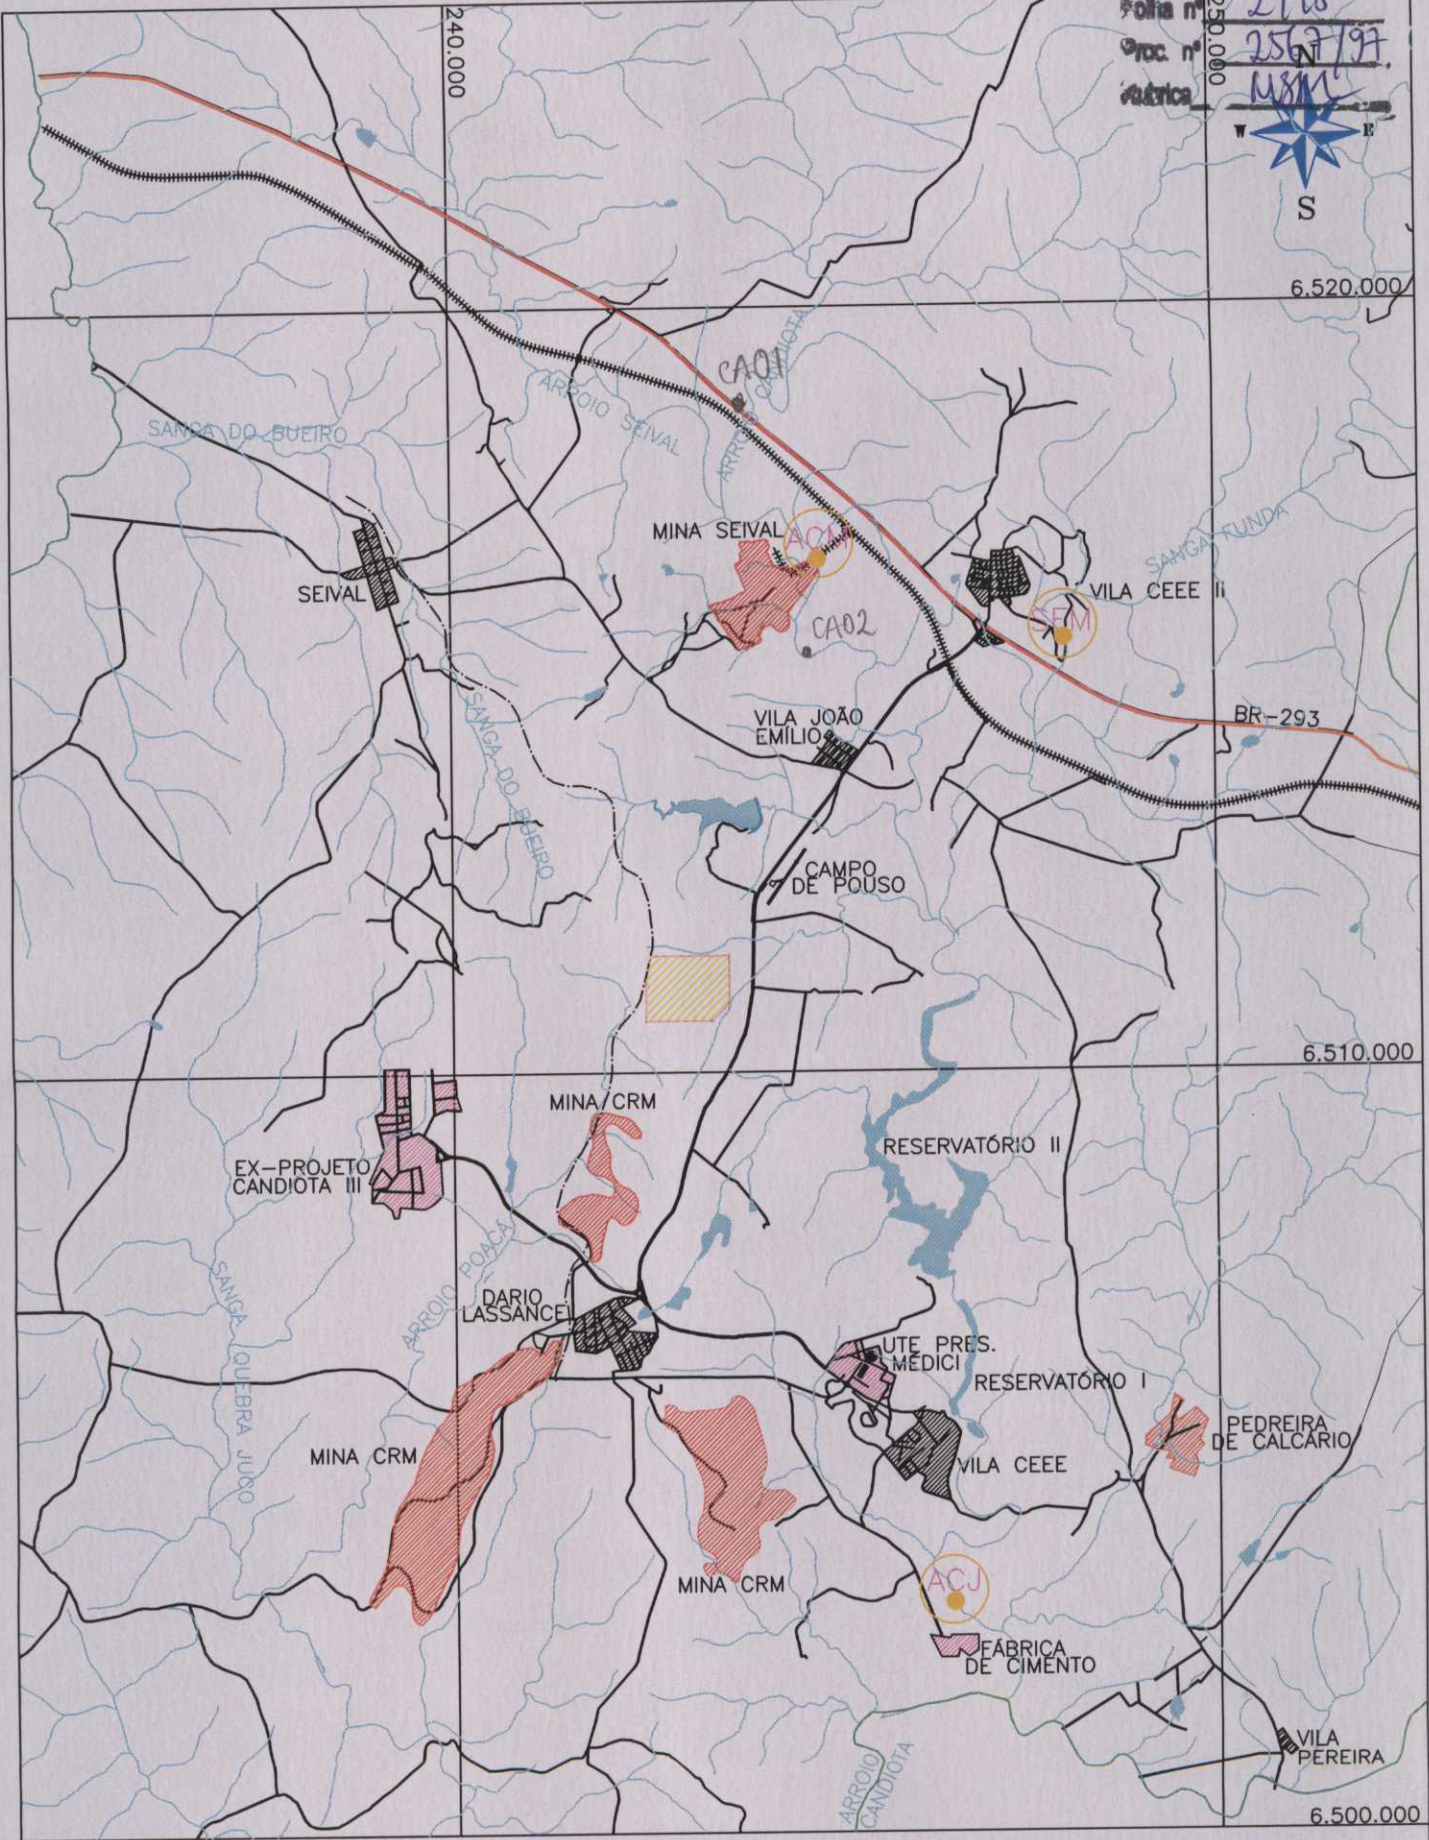 240.000
250.000
Folha nº
Proc. nº 2567/97
Rubrica MSM
N
W E
S
6.520.000
CA01
ARROIO CANDIOTA
ARROIO SEIVAL
SANGA DO BUEIRO
MINA SEIVAL
ACM
SANGA FUNDA
SEIVAL
VILA CEEE II
SEM
CA02
BR-293
VILA JOÃO
EMÍLIO
SANGA DO BUEIRO
CAMPO
DE POUSO
6.510.000
MINA CRM
RESERVATÓRIO II
EX-PROJETO
CANDIOTA III
ARROIO POACÁ
SANGA QUEBRA JUGO
DARIO
LASSANCE
UTE PRES.
MÉDICI
RESERVATÓRIO I
PEDREIRA
DE CALCÁRIO
MINA CRM
VILA CEEE
MINA CRM
ACJ
FÁBRICA
DE CIMENTO
VILA
PEREIRA
ARROIO
CANDIOTA
6.500.000